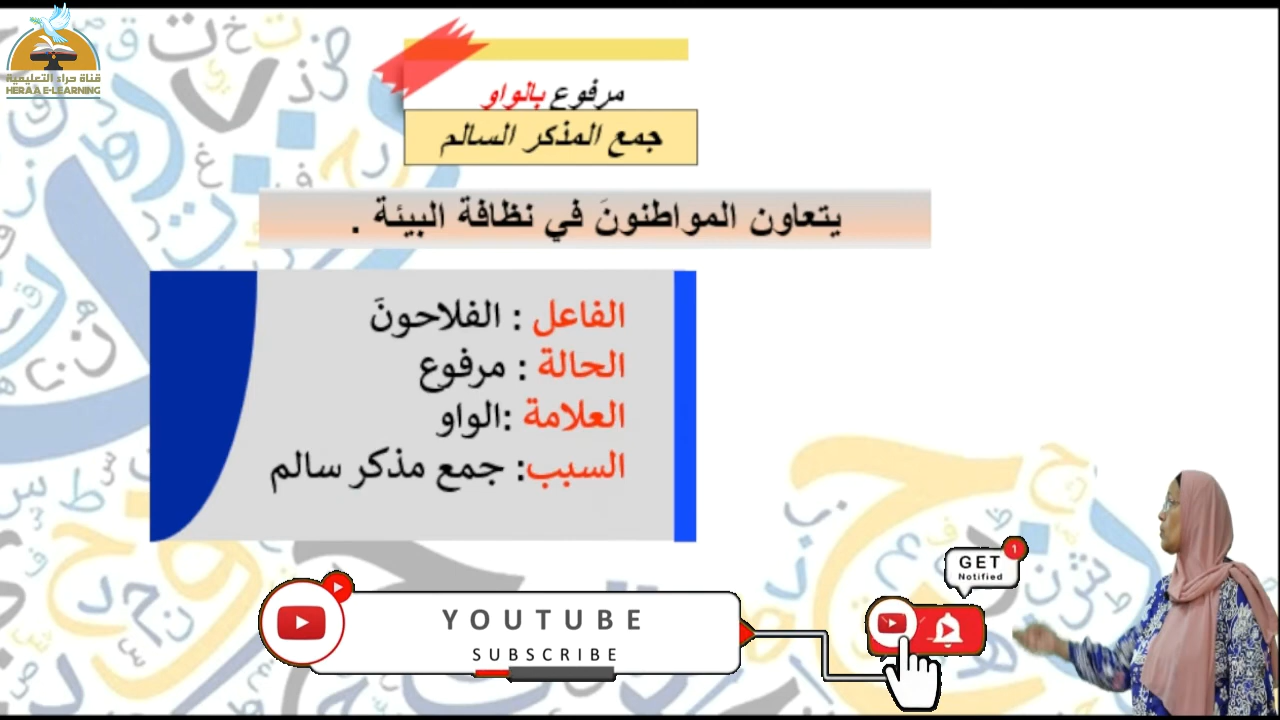 قناة حراء التعليمية
HERAA E-LEARNING
مرفوع بالواو
جمع المذكر السالم
يتعاون المواطنونَ في نظافة البيئة .
الفاعل : الفلاحونَ
الحالة : مرفوع
العلامة :الواو
السبب: جمع مذكر سالم
YOUTUBE
SUBSCRIBE
GET
Notified
1